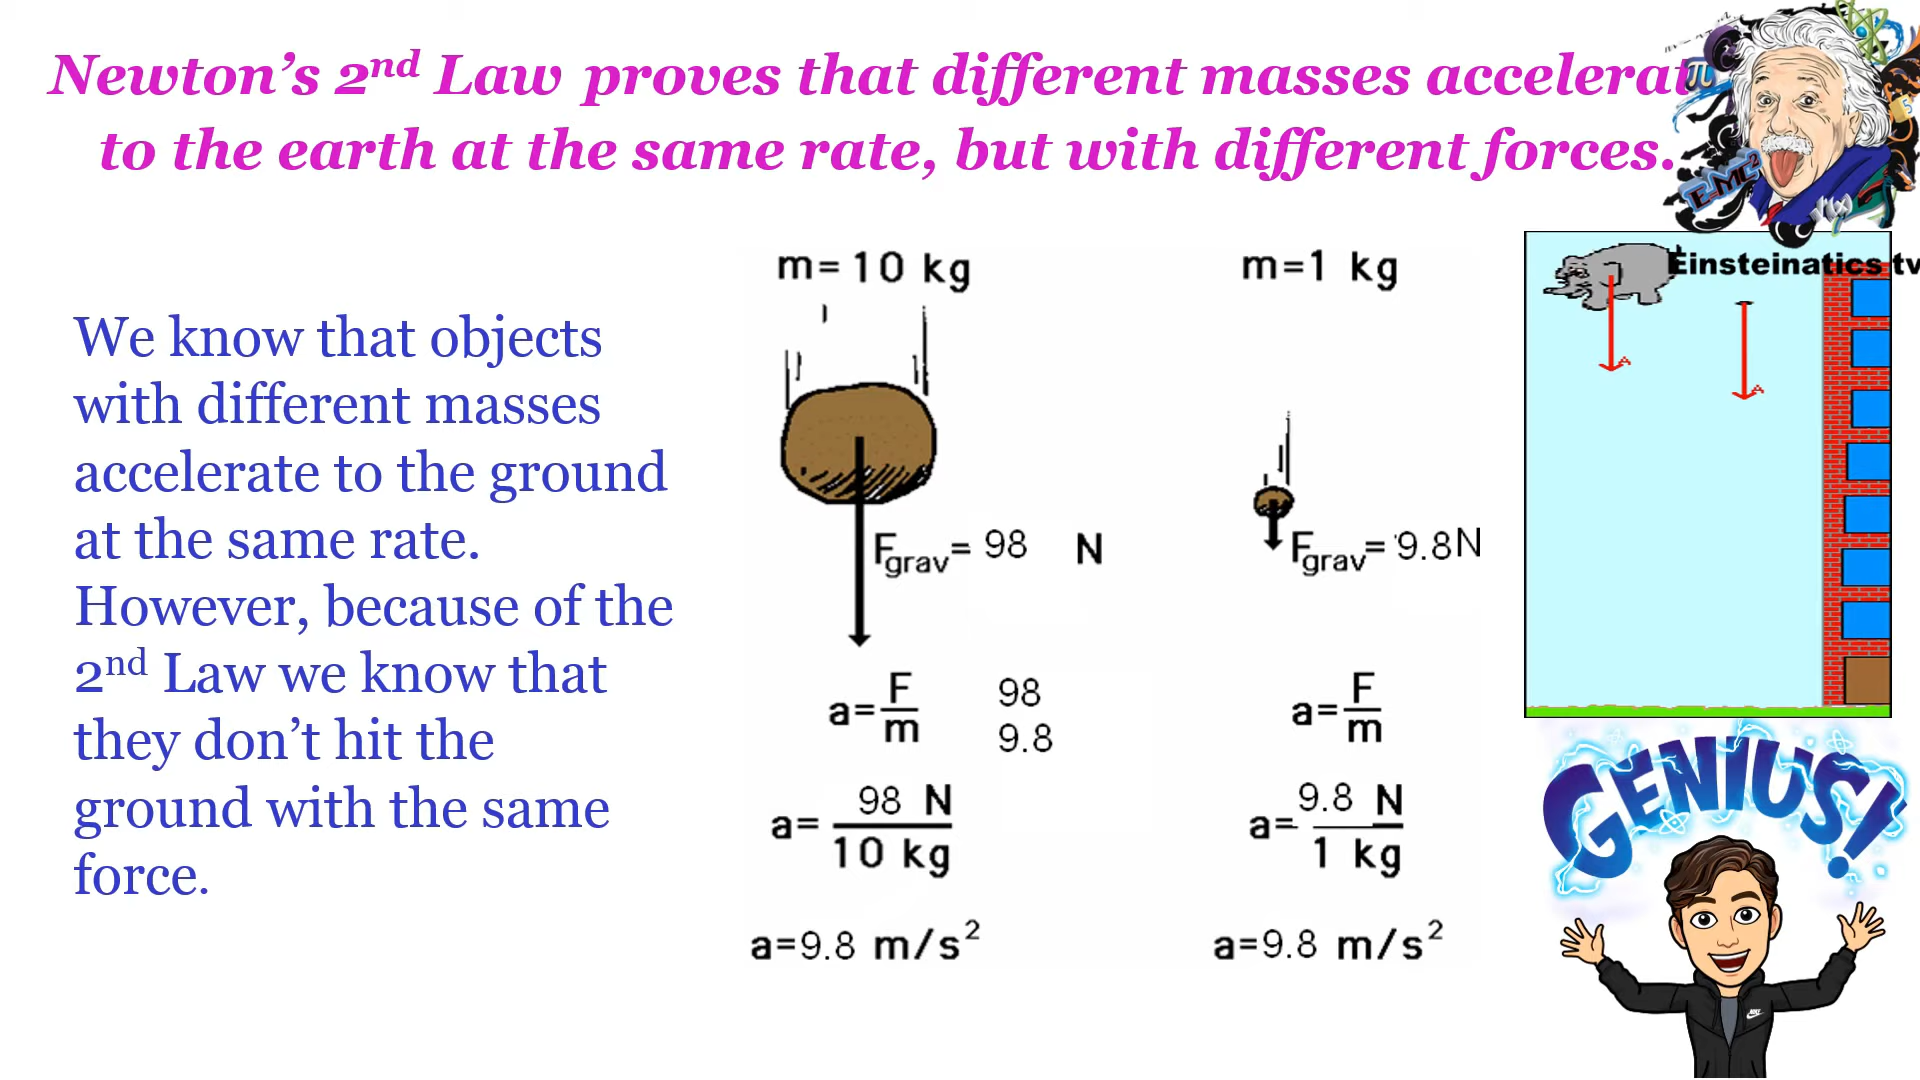 Newton's 2nd Law proves that different masses accelerat
to the earth at the same rate, but with different forces.
E=MC2
π
5
Einsteinatics tv
We know that objects
with different masses
accelerate to the ground
at the same rate.
However, because of the
2nd Law we know that
they don't hit the
ground with the same
force.
m=10 kg
Fgrav= 98 N
a=F/m
98
9.8
a= 98 N/10 kg
a=9.8 m/s²
m=1 kg
Fgrav= 9.8N
a=F/m
a= 9.8 N/1 kg
a=9.8 m/s²
A
A
GENIUS!
NIKE